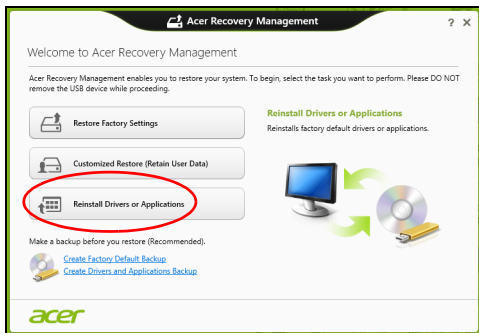 Acer Recovery Management
? ×
Welcome to Acer Recovery Management
Acer Recovery Management enables you to restore your system. To begin, select the task you want to perform. Please DO NOT
remove the USB device while proceeding.
Restore Factory Settings
Reinstall Drivers or Applications
Reinstalls factory default drivers or applications.
Customized Restore (Retain User Data)
Reinstall Drivers or Applications
Make a backup before you restore (Recommended).
Create Factory Default Backup
Create Drivers and Applications Backup
acer